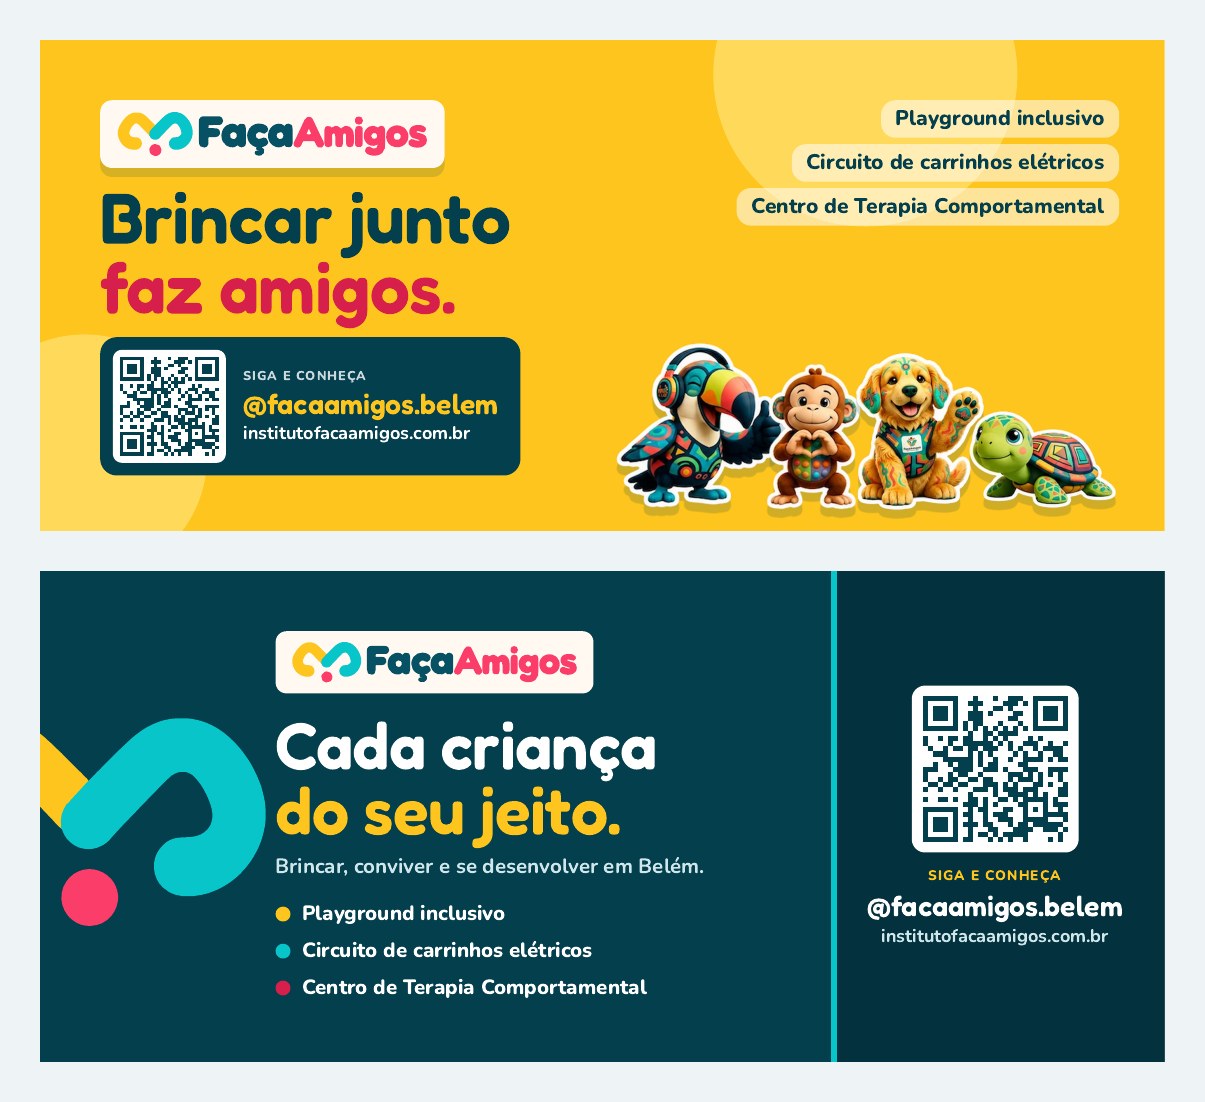 FaçaAmigos
Brincar junto
faz amigos.
SIGA E CONHEÇA
@facaamigos.belem
institutofacaamigos.com.br
Playground inclusivo
Circuito de carrinhos elétricos
Centro de Terapia Comportamental
FaçaAmigos
Cada criança
do seu jeito.
Brincar, conviver e se desenvolver em Belém.
Playground inclusivo
Circuito de carrinhos elétricos
Centro de Terapia Comportamental
SIGA E CONHEÇA
@facaamigos.belem
institutofacaamigos.com.br